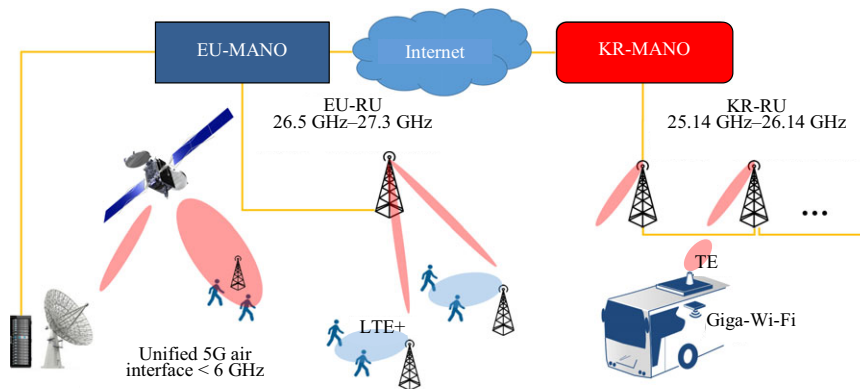 EU-MANO
Internet
KR-MANO
EU-RU
26.5 GHz–27.3 GHz
KR-RU
25.14 GHz–26.14 GHz
...
TE
Giga-Wi-Fi
LTE+
Unified 5G air
interface < 6 GHz